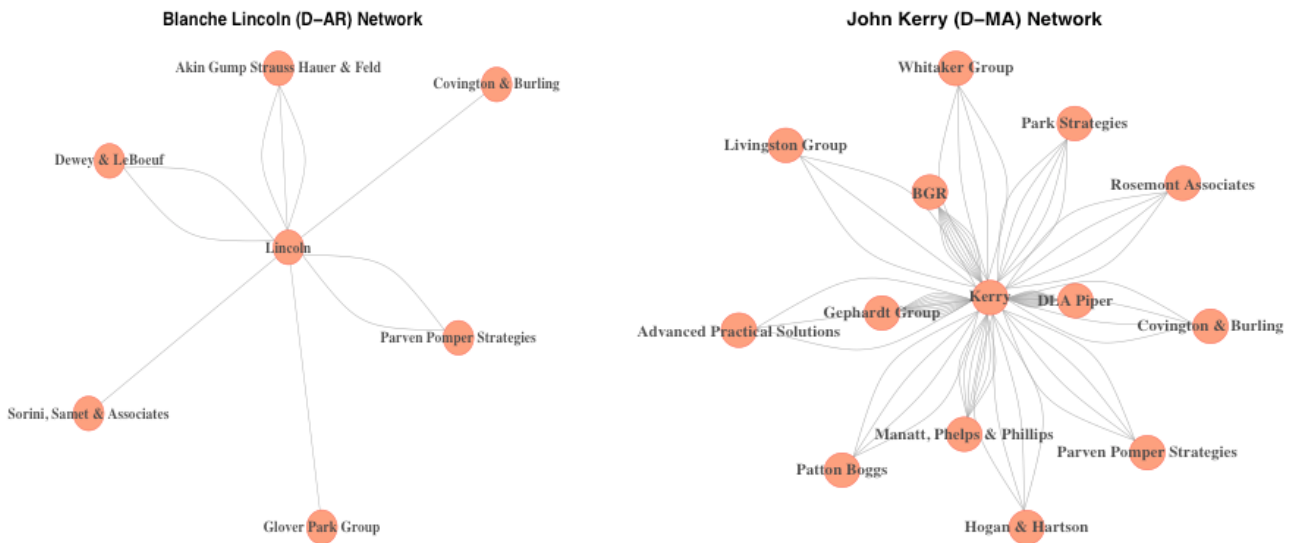 Blanche Lincoln (D–AR) Network
Akin Gump Strauss Hauer & Feld
Covington & Burling
Dewey & LeBoeuf
Lincoln
Parven Pomper Strategies
Sorini, Samet & Associates
Glover Park Group
John Kerry (D–MA) Network
Whitaker Group
Park Strategies
Livingston Group
Rosemont Associates
BGR
Kerry
DLA Piper
Gephardt Group
Covington & Burling
Advanced Practical Solutions
Manatt, Phelps & Phillips
Parven Pomper Strategies
Patton Boggs
Hogan & Hartson